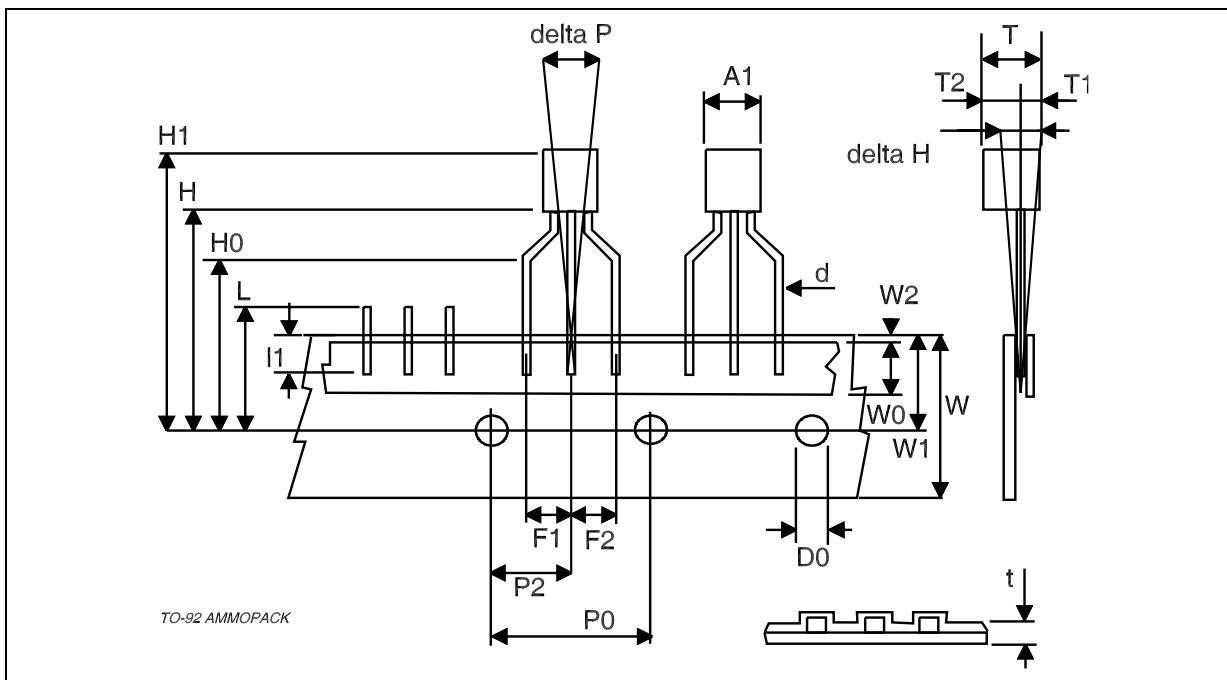 delta P
T
A1
T2
T1
H1
delta H
H
H0
d
L
W2
l1
W0
W
W1
F1
F2
D0
P2
t
TO-92 AMMOPACK
P0